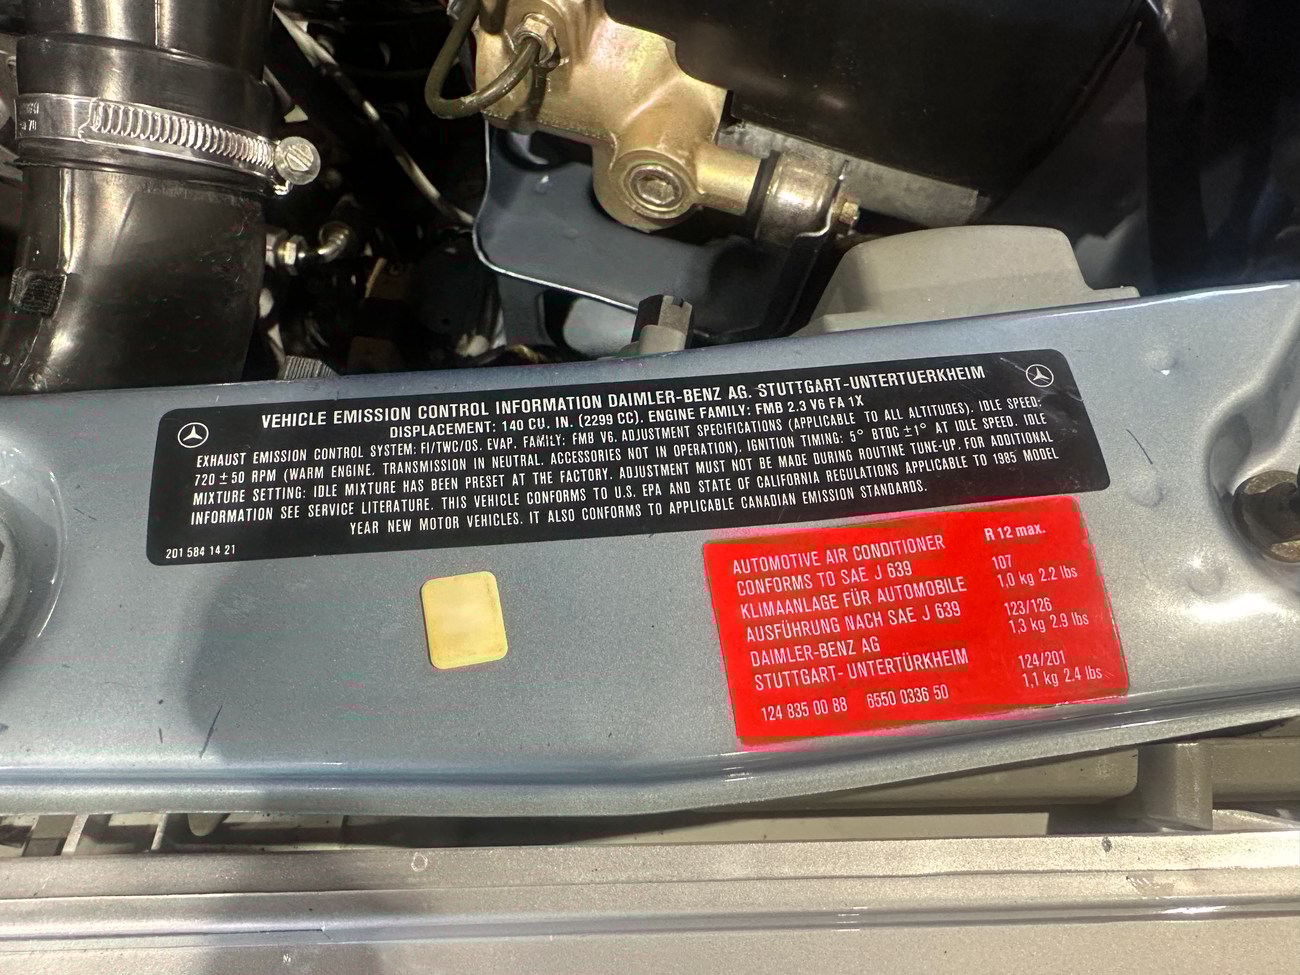 VEHICLE EMISSION CONTROL INFORMATION DAIMLER-BENZ AG. STUTTGART-UNTERTUERKHEIM
DISPLACEMENT: 140 CU. IN. (2299 CC). ENGINE FAMILY: FMB 2.3 V6 FA 1X
EXHAUST EMISSION CONTROL SYSTEM: FI/TWC/OS. EVAP. FAMILY: FMB V6. ADJUSTMENT SPECIFICATIONS (APPLICABLE TO ALL ALTITUDES). IDLE SPEED:
720 ± 50 RPM (WARM ENGINE. TRANSMISSION IN NEUTRAL. ACCESSORIES NOT IN OPERATION). IGNITION TIMING: 5° BTDC ± 1° AT IDLE SPEED. IDLE
MIXTURE SETTING: IDLE MIXTURE HAS BEEN PRESET AT THE FACTORY. ADJUSTMENT MUST NOT BE MADE DURING ROUTINE TUNE-UP. FOR ADDITIONAL
INFORMATION SEE SERVICE LITERATURE. THIS VEHICLE CONFORMS TO U.S. EPA AND STATE OF CALIFORNIA REGULATIONS APPLICABLE TO 1985 MODEL
YEAR NEW MOTOR VEHICLES. IT ALSO CONFORMS TO APPLICABLE CANADIAN EMISSION STANDARDS.
201 584 14 21
AUTOMOTIVE AIR CONDITIONER
CONFORMS TO SAE J 639
KLIMAANLAGE FÜR AUTOMOBILE
AUSFÜHRUNG NACH SAE J 639
DAIMLER-BENZ AG
STUTTGART- UNTERTÜRKHEIM
124 835 00 88 6550 0336 50
R 12 max.
107
1,0 kg 2.2 lbs
123/126
1,3 kg 2.9 lbs
124/201
1,1 kg 2.4 lbs